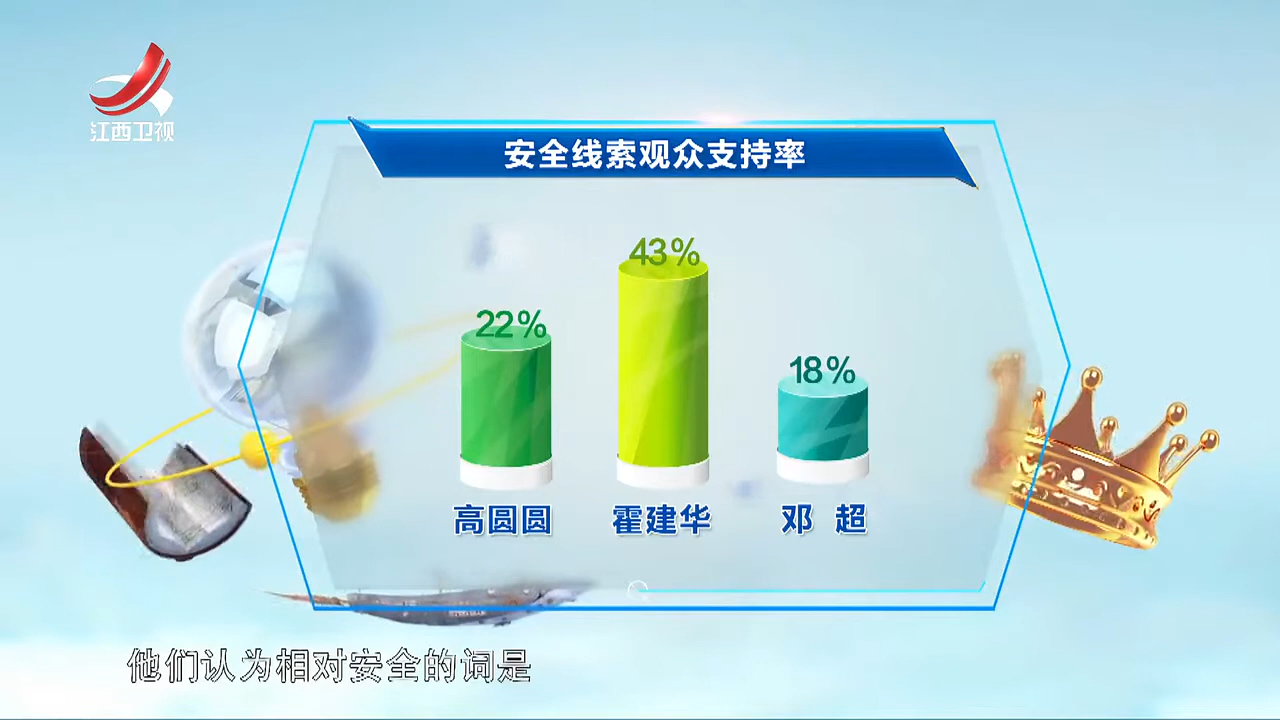 江西卫视
安全线索观众支持率
43%
22%
18%
高圆圆 霍建华 邓 超
他们认为相对安全的词是